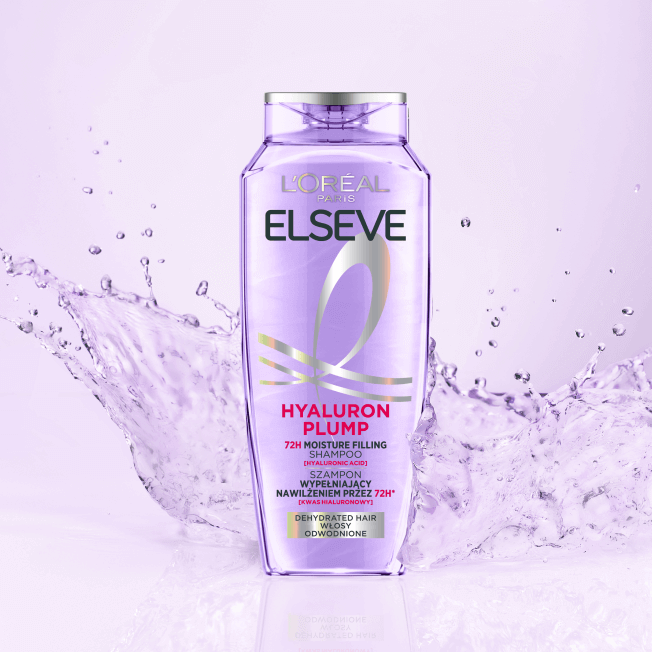 L'ORÉAL
PARIS
ELSEVE
HYALURON
PLUMP
72H MOISTURE FILLING
SHAMPOO
[HYALURONIC ACID]
SZAMPON
WYPEŁNIAJĄCY
NAWILŻENIEM PRZEZ 72H*
[KWAS HIALURONOWY]
DEHYDRATED HAIR
WŁOSY
ODWODNIONE